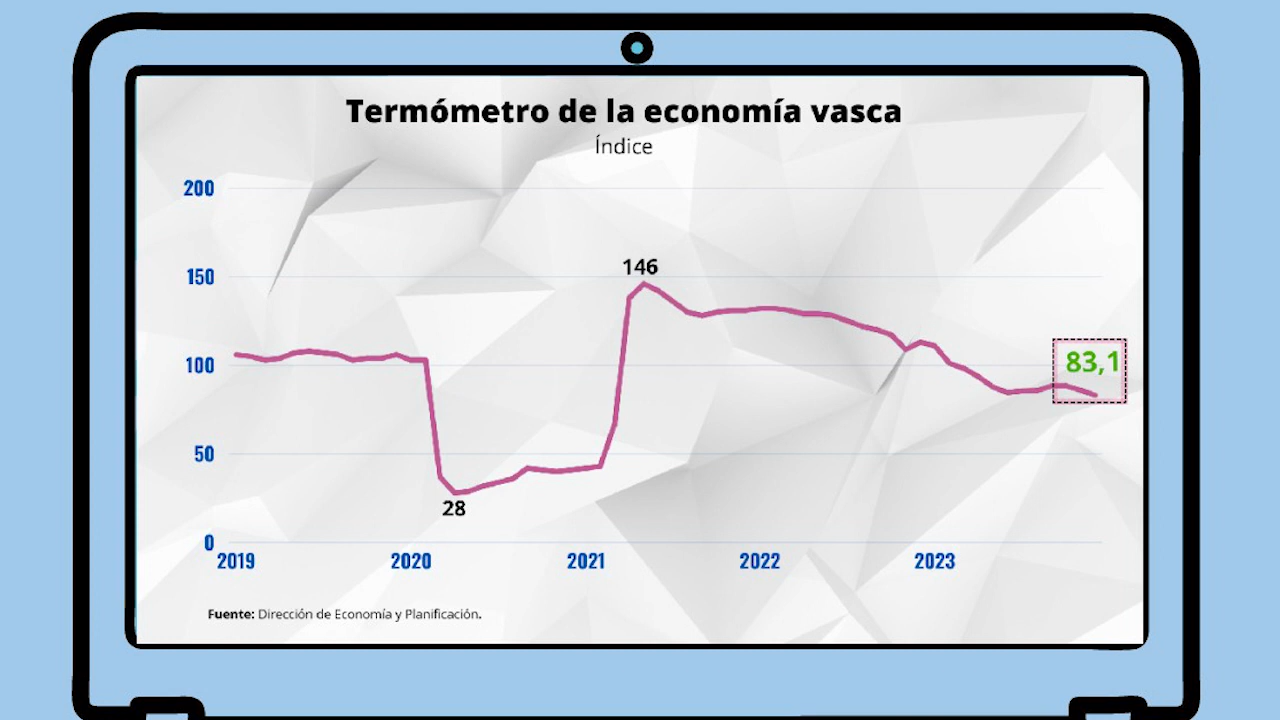 Termómetro de la economía vasca
Índice
200
150
146
100
83,1
50
28
0
2019 2020 2021 2022 2023
Fuente: Dirección de Economía y Planificación.